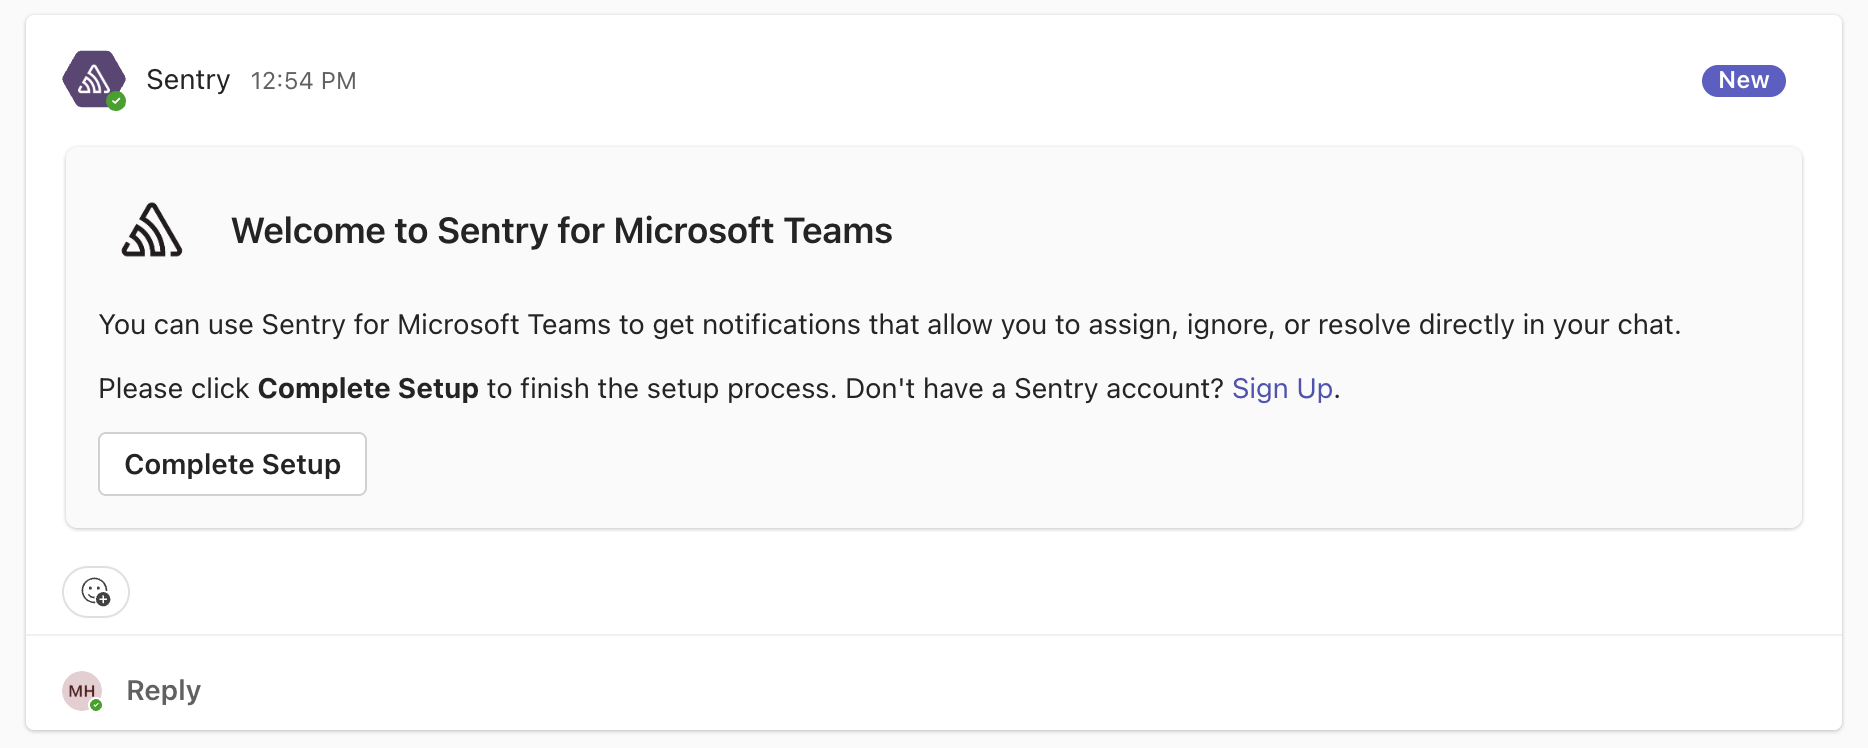 Sentry 12:54 PM
New
Welcome to Sentry for Microsoft Teams
You can use Sentry for Microsoft Teams to get notifications that allow you to assign, ignore, or resolve directly in your chat.
Please click Complete Setup to finish the setup process. Don't have a Sentry account? Sign Up.
Complete Setup
MH Reply